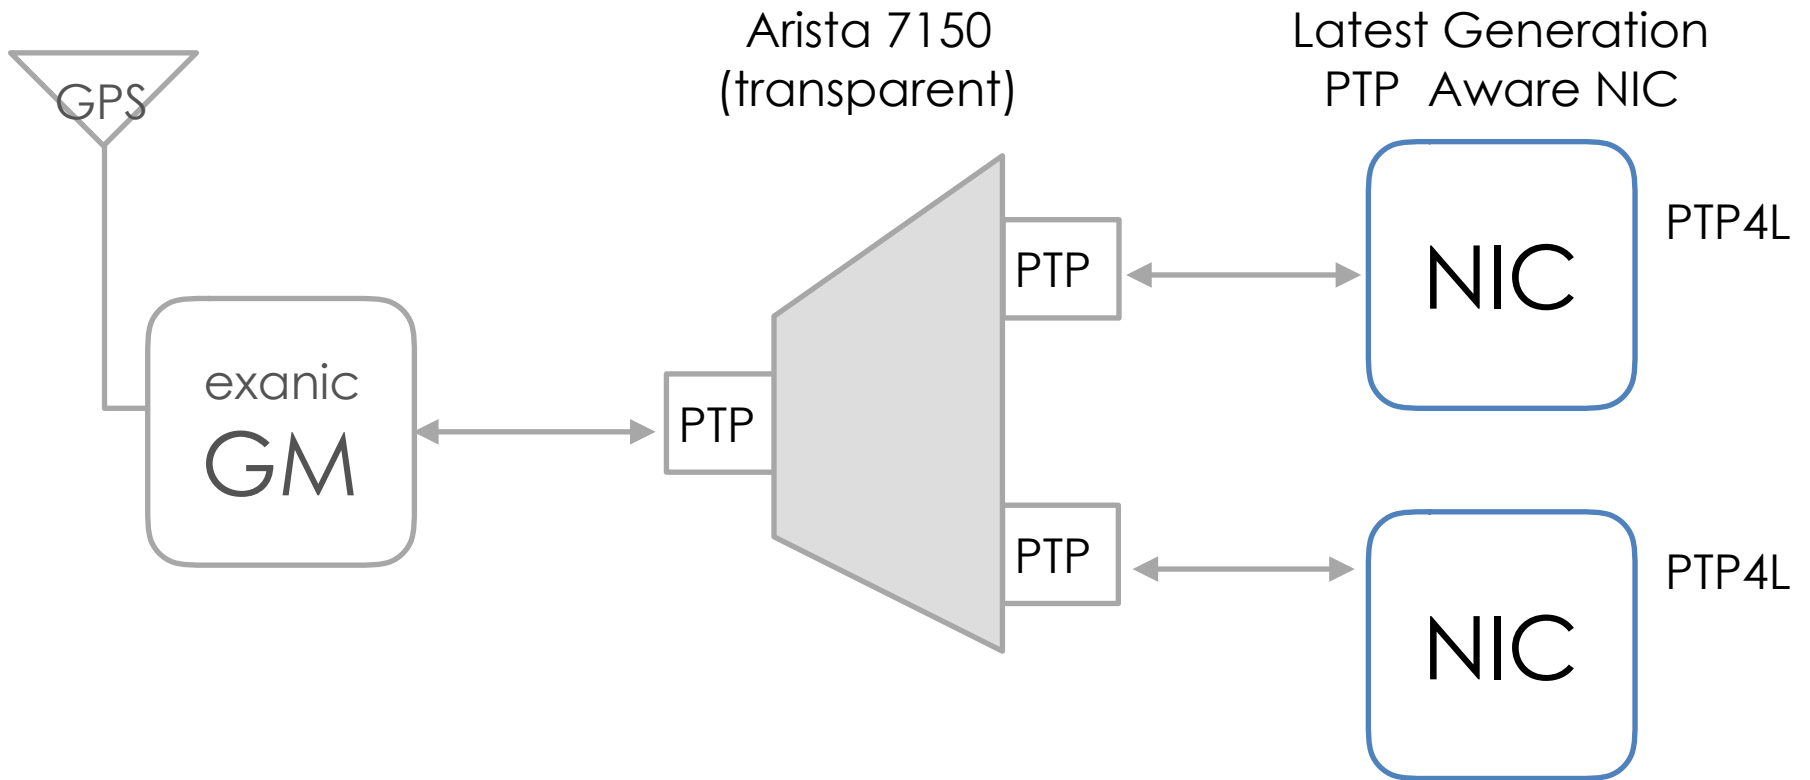 Arista 7150
(transparent)
Latest Generation
PTP Aware NIC
GPS
exanic
GM
PTP
PTP
PTP
NIC
PTP4L
NIC
PTP4L